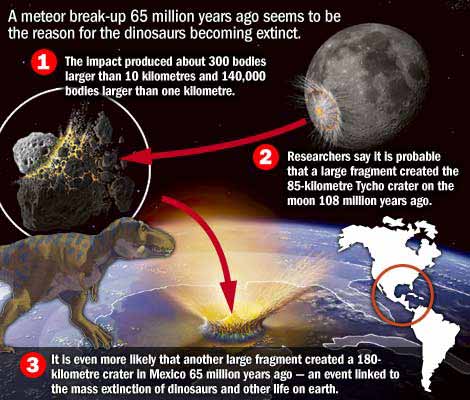 A meteor break-up 65 million years ago seems to be
the reason for the dinosaurs becoming extinct.
1 The impact produced about 300 bodies
larger than 10 kilometres and 140,000
bodies larger than one kilometre.
2 Researchers say it is probable
that a large fragment created the
85-kilometre Tycho crater on the
moon 108 million years ago.
3 It is even more likely that another large fragment created a 180-
kilometre crater in Mexico 65 million years ago — an event linked to
the mass extinction of dinosaurs and other life on earth.